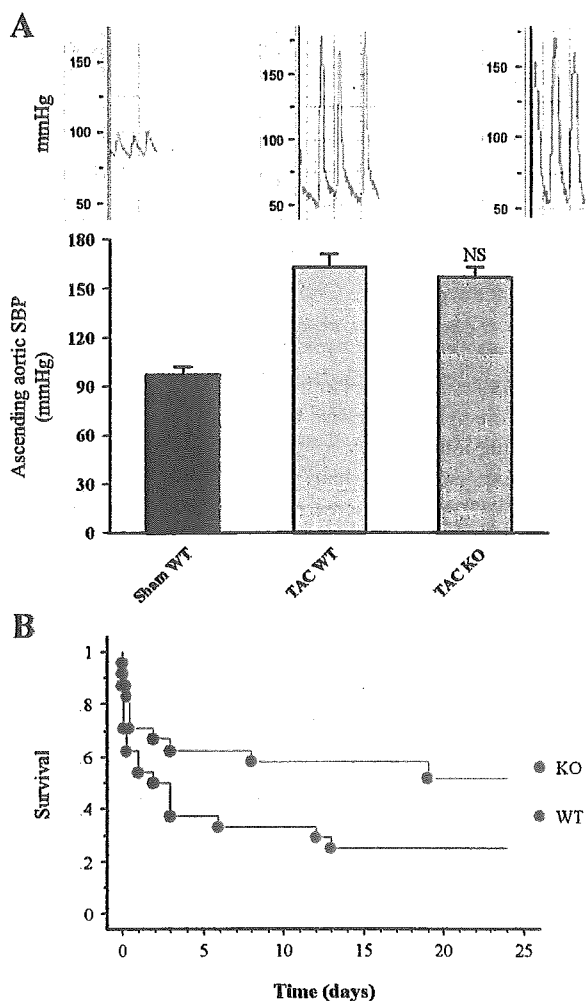 A
mmHg
150
100
50
150
100
50
150
100
50
Ascending aortic SBP
(mmHg)
180
150
120
90
60
30
0
NS
Sham WT
TAC WT
TAC KO
B
Survival
1
.8
.6
.4
.2
0
KO
WT
0
5
10
15
20
25
Time (days)